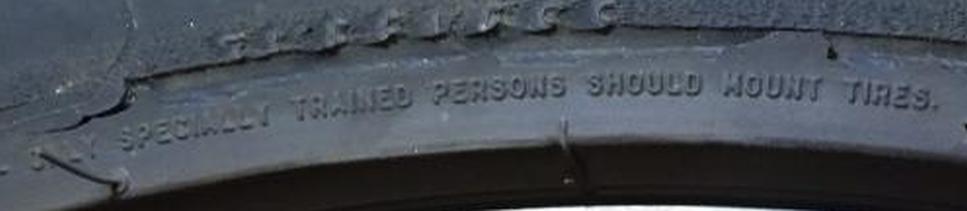 ONLY SPECIALLY TRAINED PERSONS SHOULD MOUNT TIRES.